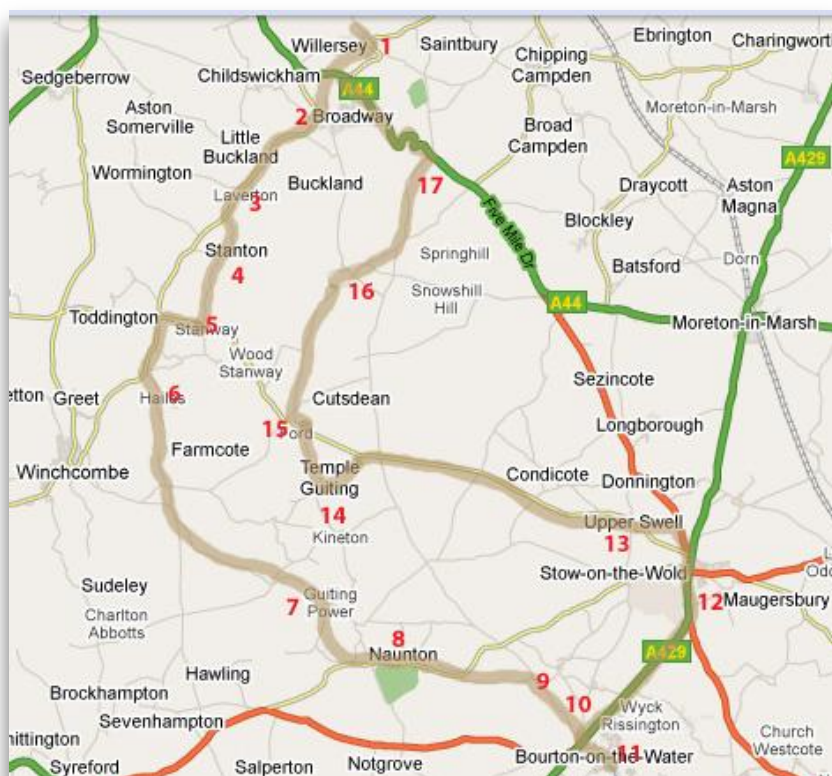 Willersey
1
Saintbury
Ebrington
Charingworth
Sedgeberrow
Childswickham
Chipping
Campden
A44
Moreton-in-Marsh
Aston
Somerville
2
Broadway
Broad
Campden
A429
Little
Buckland
Wormington
Buckland
17
Draycott
Aston
Magna
Laverton
3
Five Mile Dr
Blockley
Stanton
4
Springhill
Dorn
Batsford
16
Snowshill
Hill
A44
Toddington
5
Stanway
Moreton-in-Marsh
Wood
Stanway
Sezincote
etton
Greet
6
Hailes
Cutsdean
Longborough
15
Ford
Farmcote
Winchcombe
Temple
Guiting
Condicote
Donnington
14
Upper Swell
Kineton
13
Stow-on-the-Wold
Sudeley
7
Guiting
Power
12
Maugersbury
Charlton
Abbotts
8
Naunton
A429
Hawling
9
Brockhampton
10
Wyck
Rissington
Sevenhampton
Church
Westcote
hittington
11
Bourton-on-the-Water
Syreford
Salperton
Notgrove